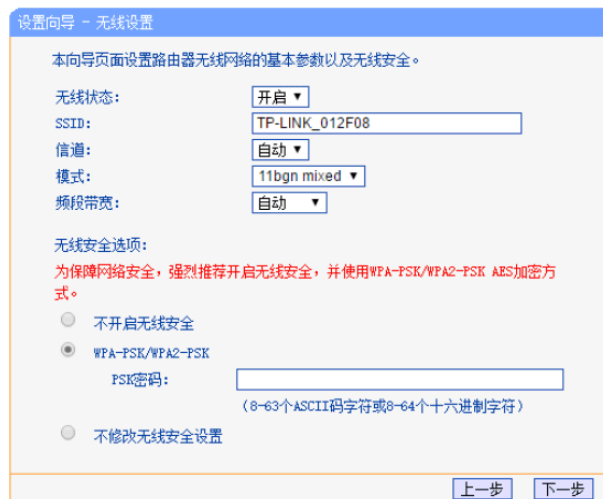 设置向导 - 无线设置
本向导页面设置路由器无线网络的基本参数以及无线安全。
无线状态： 开启
SSID： TP-LINK_012F08
信道： 自动
模式： 11bgn mixed
频段带宽： 自动
无线安全选项：
为保障网络安全，强烈推荐开启无线安全，并使用WPA-PSK/WPA2-PSK AES加密方
式。
不开启无线安全
WPA-PSK/WPA2-PSK
PSK密码：
（8-63个ASCII码字符或8-64个十六进制字符）
不修改无线安全设置
上一步 下一步